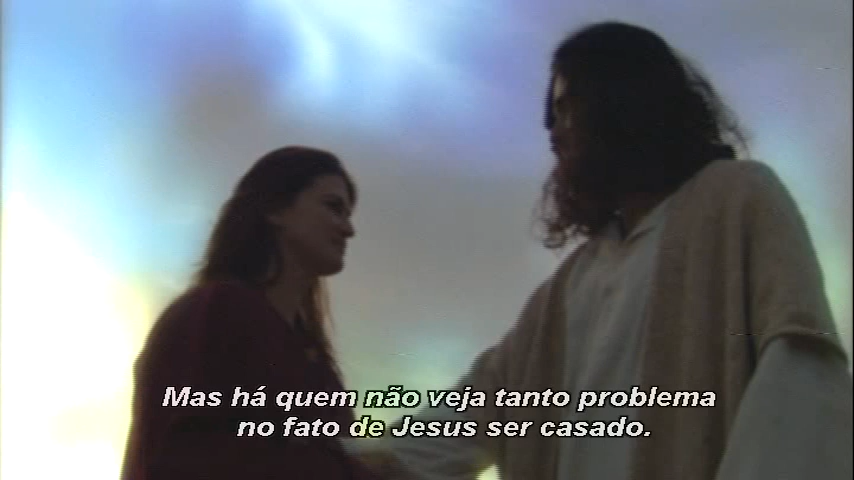 Mas há quem não veja tanto problema
no fato de Jesus ser casado.